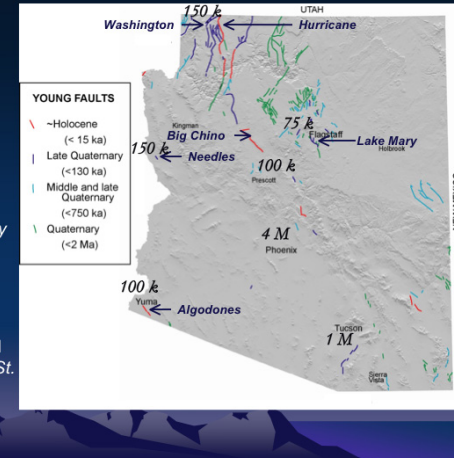 150 k
UTAH
Washington
Hurricane
YOUNG FAULTS
~Holocene
(< 15 ka)
Late Quaternary
(<130 ka)
Middle and late
Quaternary
(<750 ka)
Quaternary
(<2 Ma)
Kingman
Big Chino
75 k
Flagstaff
Lake Mary
Holbrook
150 k
Needles
100 k
Prescott
y
4 M
Phoenix
100 k
Yuma
Algodones
St.
Tucson
1 M
Sierra
Vista